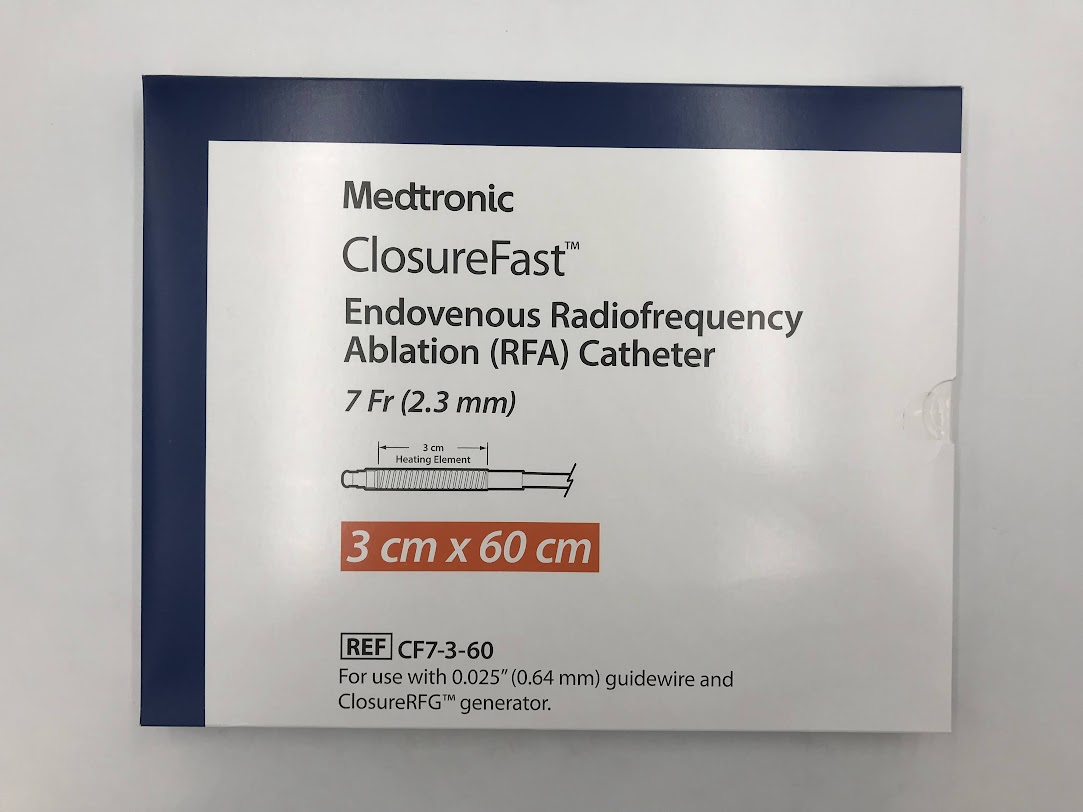 Medtronic
ClosureFast™
Endovenous Radiofrequency
Ablation (RFA) Catheter
7 Fr (2.3 mm)
3 cm
Heating Element
3 cm x 60 cm
REF CF7-3-60
For use with 0.025” (0.64 mm) guidewire and
ClosureRFG™ generator.